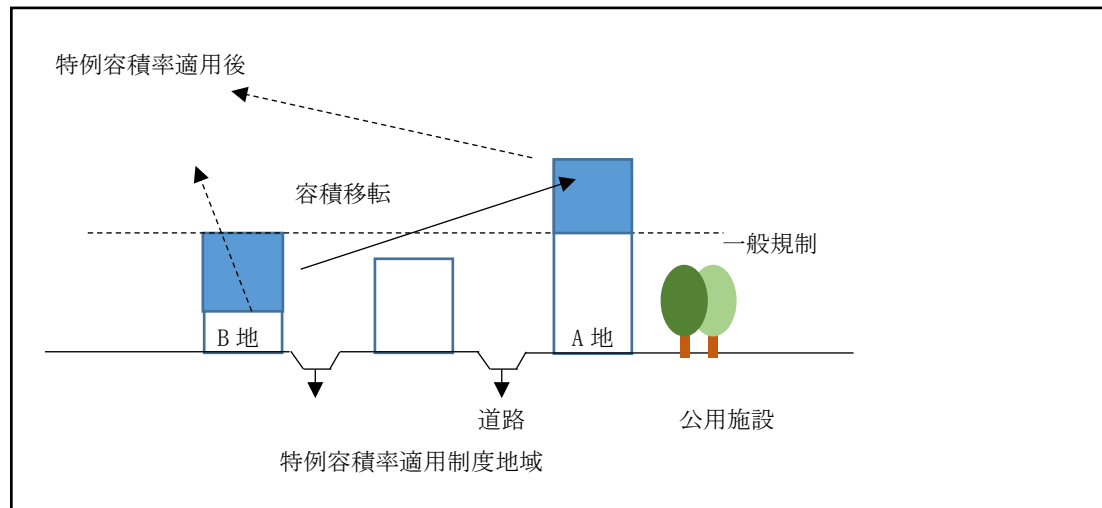 特例容積率適用後
容積移転
一般規制
B 地
A 地
道路
公用施設
特例容積率適用制度地域